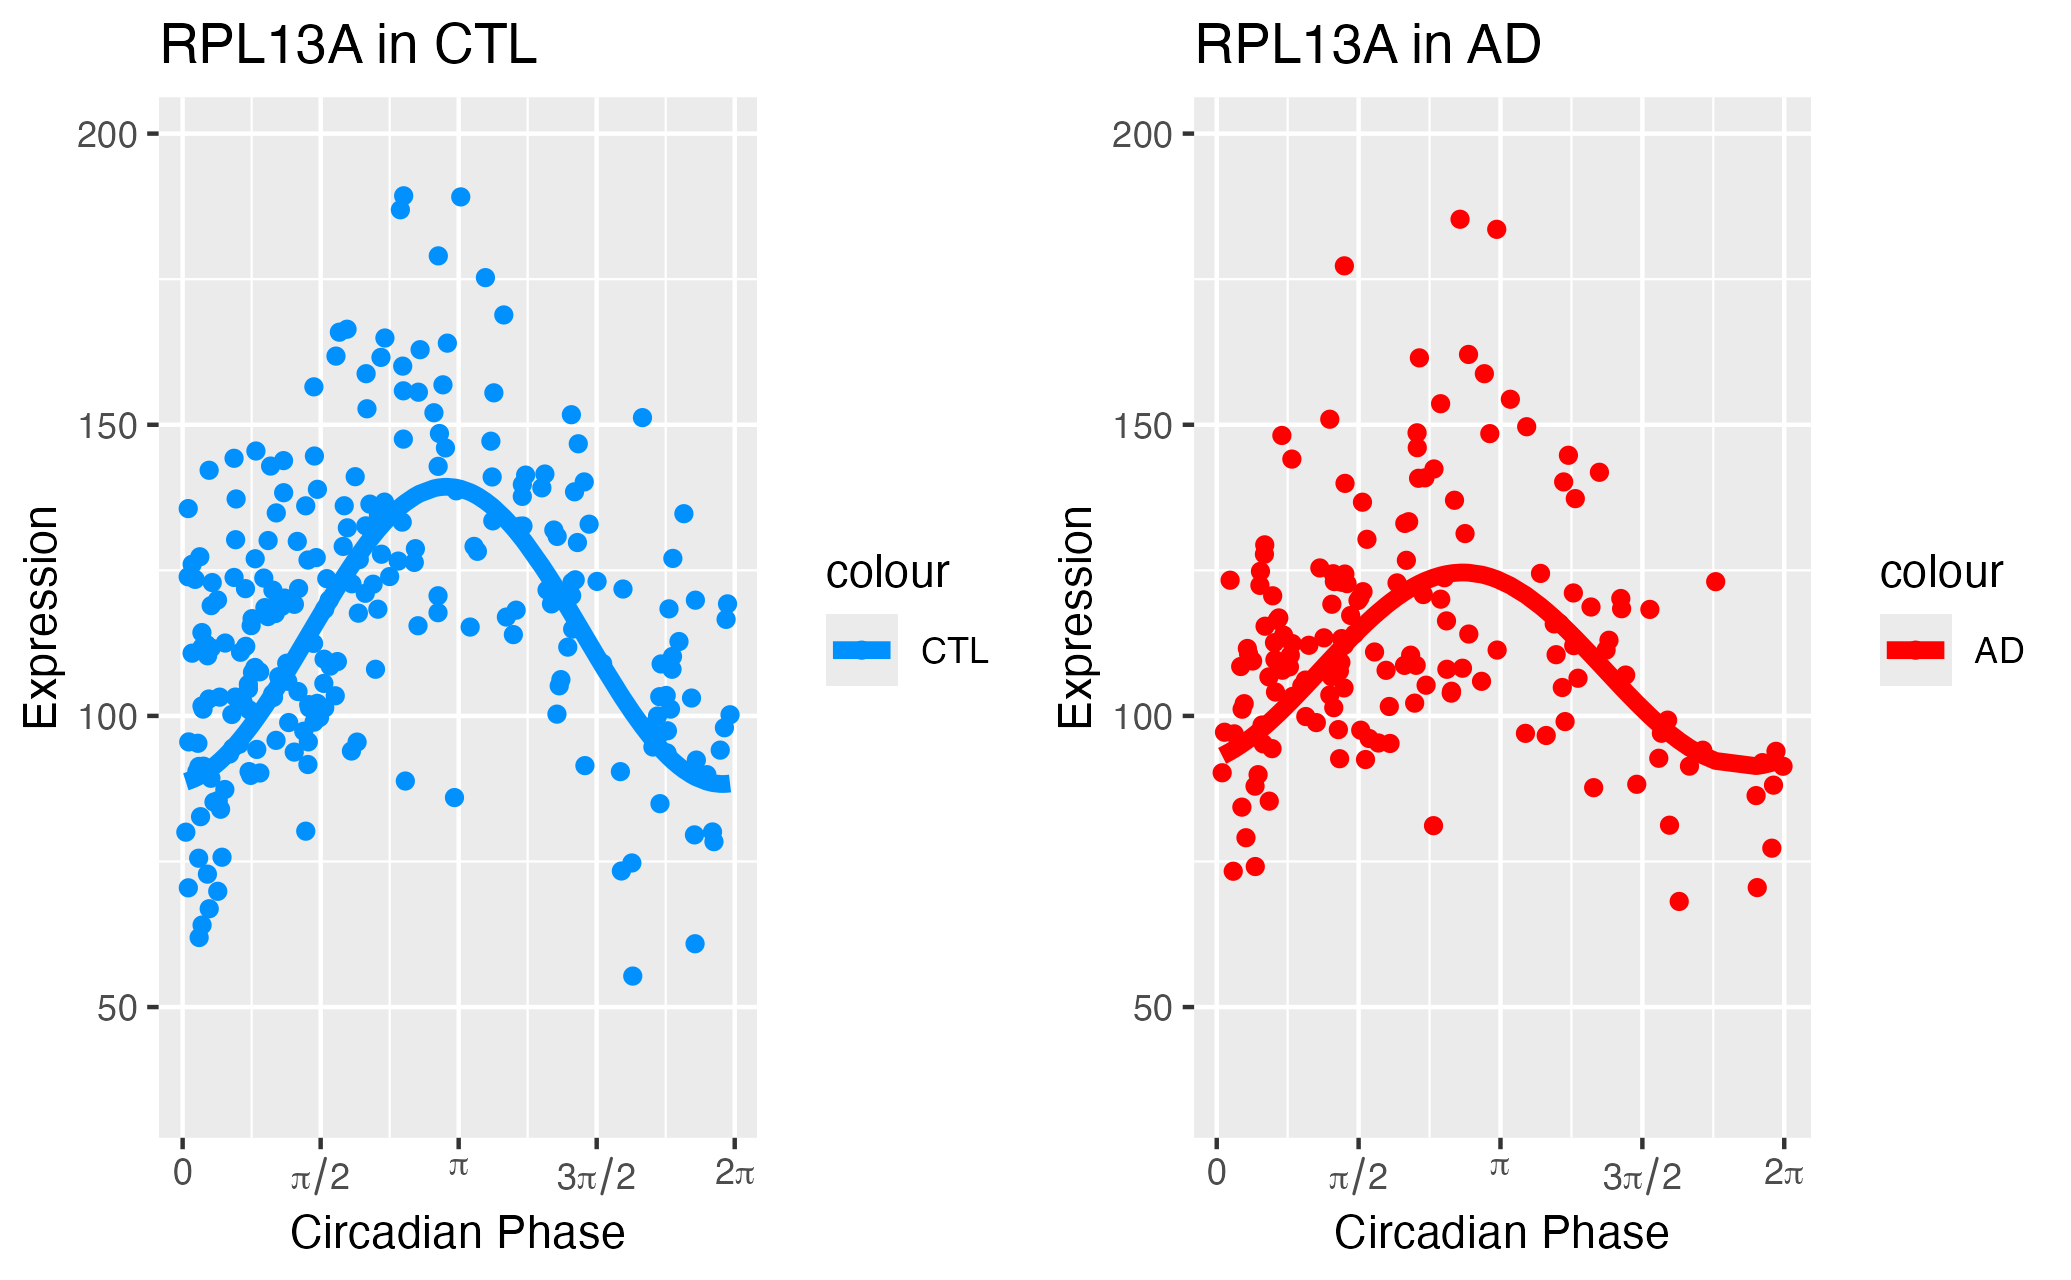 RPL13A in CTL
200
150
100
50
Expression
0 π/2 π 3π/2 2π
Circadian Phase
colour
CTL
RPL13A in AD
200
150
100
50
Expression
0 π/2 π 3π/2 2π
Circadian Phase
colour
AD